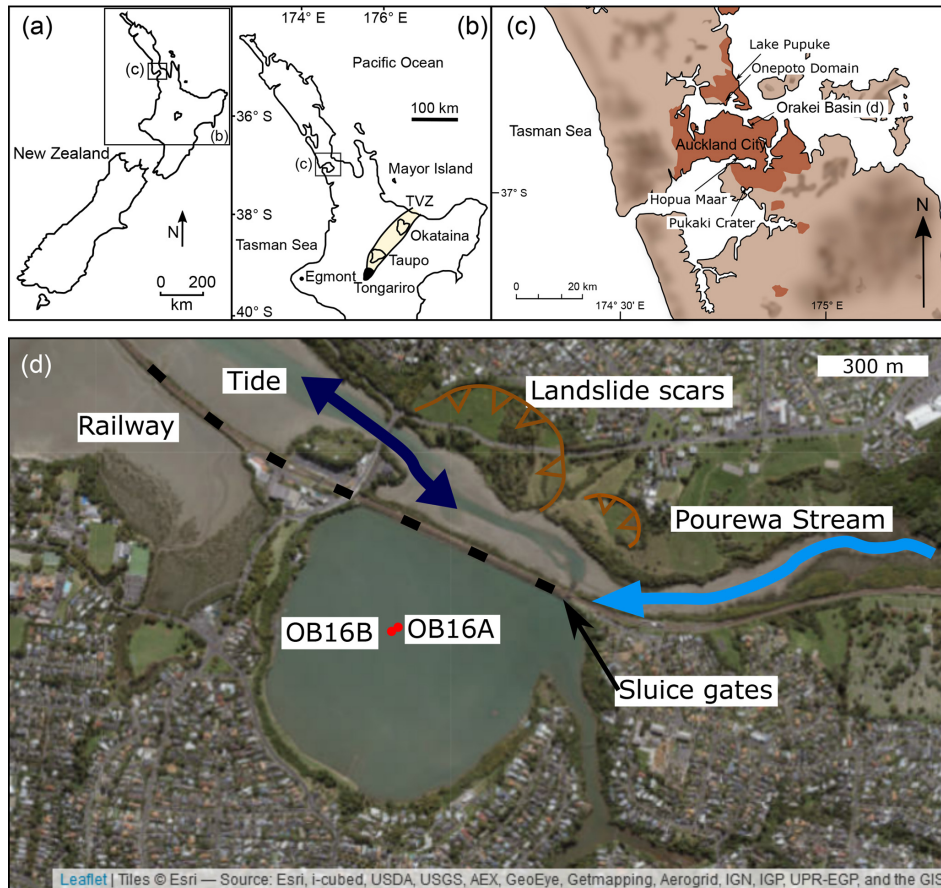 (a)
(c)
(b)
New Zealand
N
0 200
km
174° E
176° E
(b)
Pacific Ocean
100 km
36° S
(c)
Mayor Island
TVZ
38° S
Okataina
Tasman Sea
Taupo
Egmont
Tongariro
40° S
(c)
Lake Pupuke
Onepoto Domain
Tasman Sea
Orakei Basin (d)
Auckland City
37° S
Hopua Maar
Pukaki Crater
N
0 20 km
174° 30' E
175° E
(d)
300 m
Tide
Landslide scars
Railway
Pourewa Stream
OB16B
OB16A
Sluice gates
Leaflet | Tiles © Esri — Source: Esri, i-cubed, USDA, USGS, AEX, GeoEye, Getmapping, Aerogrid, IGN, IGP, UPR-EGP, and the GIS